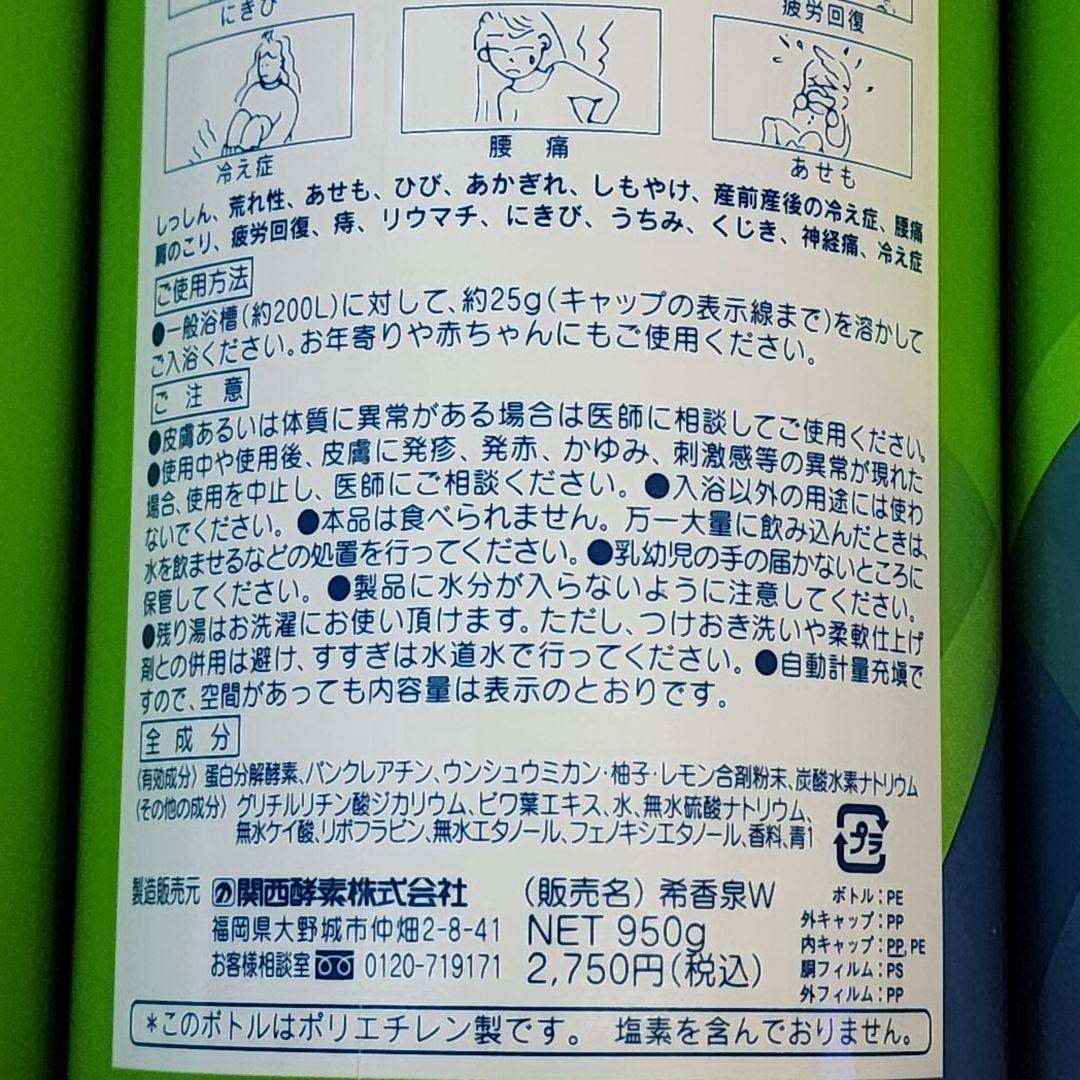 にきび
疲労回復
冷え症
腰痛
あせも
しっしん、荒れ性、あせも、ひび、あかぎれ、しもやけ、産前産後の冷え症、腰痛
肩のこり、疲労回復、痔、リウマチ、にきび、うちみ、くじき、神経痛、冷え症
ご使用方法
●一般浴槽(約200L)に対して、約25g(キャップの表示線まで)を溶かして
ご入浴ください。お年寄りや赤ちゃんにもご使用ください。
ご注意
●皮膚あるいは体質に異常がある場合は医師に相談してご使用ください。
●使用中や使用後、皮膚に発疹、発赤、かゆみ、刺激感等の異常が現れた
場合、使用を中止し、医師にご相談ください。●入浴以外の用途には使わ
ないでください。●本品は食べられません。万一大量に飲み込んだときは、
水を飲ませるなどの処置を行ってください。●乳幼児の手の届かないところに
保管してください。●製品に水分が入らないように注意してください。
●残り湯はお洗濯にお使い頂けます。ただし、つけおき洗いや柔軟仕上げ
剤との併用は避け、すすぎは水道水で行ってください。●自動計量充填で
すので、空間があっても内容量は表示のとおりです。
全成分
(有効成分) 蛋白分解酵素、パンクレアチン、ウンシュウミカン・柚子・レモン合剤粉末、炭酸水素ナトリウム
(その他の成分) グリチルリチン酸ジカリウム、ビワ葉エキス、水、無水硫酸ナトリウム、
無水ケイ酸、リボフラビン、無水エタノール、フェノキシエタノール、香料、青1
プラ
製造販売元 関西酵素株式会社
福岡県大野城市仲畑2-8-41
お客様相談室 0120-719171
(販売名) 希香泉W
NET 950g
2,750円(税込)
ボトル:PE
外キャップ:PP
内キャップ:PP,PE
胴フィルム:PS
外フィルム:PP
*このボトルはポリエチレン製です。 塩素を含んでおりません。